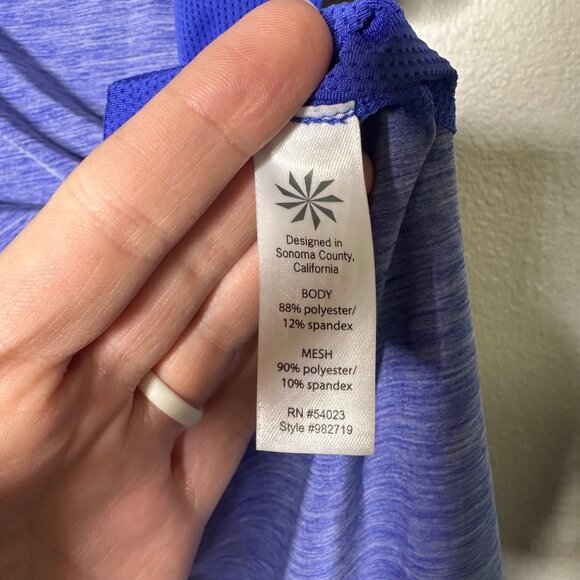 Designed in
Sonoma County,
California
BODY
88% polyester/
12% spandex
MESH
90% polyester/
10% spandex
RN #54023
Style #982719